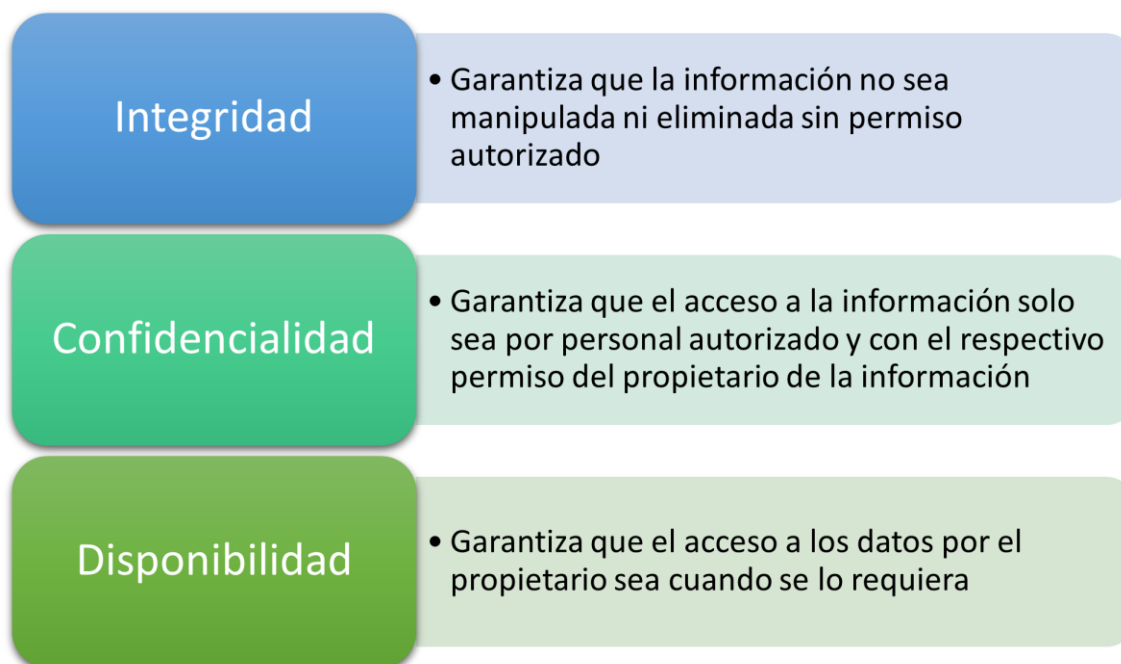 Integridad
• Garantiza que la información no sea
manipulada ni eliminada sin permiso
autorizado
Confidencialidad
• Garantiza que el acceso a la información solo
sea por personal autorizado y con el respectivo
permiso del propietario de la información
Disponibilidad
• Garantiza que el acceso a los datos por el
propietario sea cuando se lo requiera